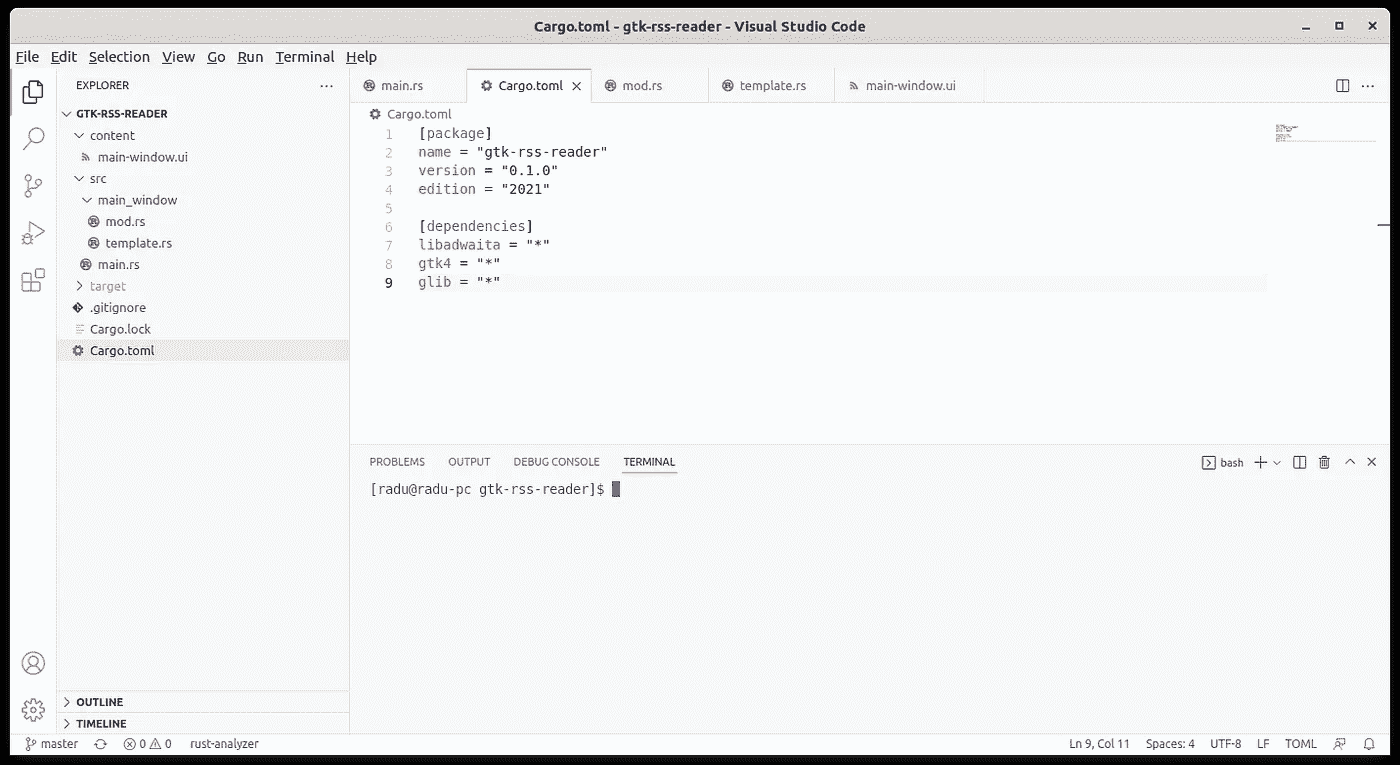 Cargo.toml - gtk-rss-reader - Visual Studio Code
File Edit Selection View Go Run Terminal Help
EXPLORER
GTK-RSS-READER
content
main-window.ui
src
main_window
mod.rs
template.rs
main.rs
target
.gitignore
Cargo.lock
Cargo.toml
OUTLINE
TIMELINE
main.rs Cargo.toml mod.rs template.rs main-window.ui
Cargo.toml
1 [package]
2 name = "gtk-rss-reader"
3 version = "0.1.0"
4 edition = "2021"
5
6 [dependencies]
7 libadwaita = "*"
8 gtk4 = "*"
9 glib = "*"
PROBLEMS OUTPUT DEBUG CONSOLE TERMINAL bash
[radu@radu-pc gtk-rss-reader]$
master 0 0 rust-analyzer Ln 9, Col 11 Spaces: 4 UTF-8 LF TOML